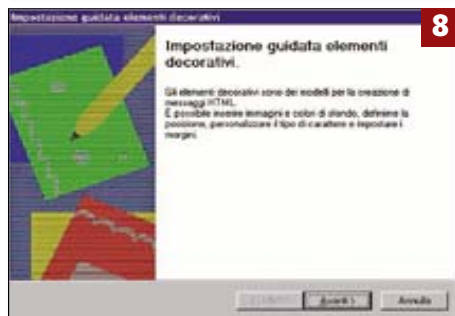 Impostazione guidata elementi decorativi
8
Impostazione guidata elementi
decorativi.
Gli elementi decorativi sono dei modelli per la creazione di
messaggi HTML.
È possibile inserire immagini e colori di sfondo, definirne la
posizione, personalizzare il tipo di carattere e impostare i
margini.
Avanti > Annulla